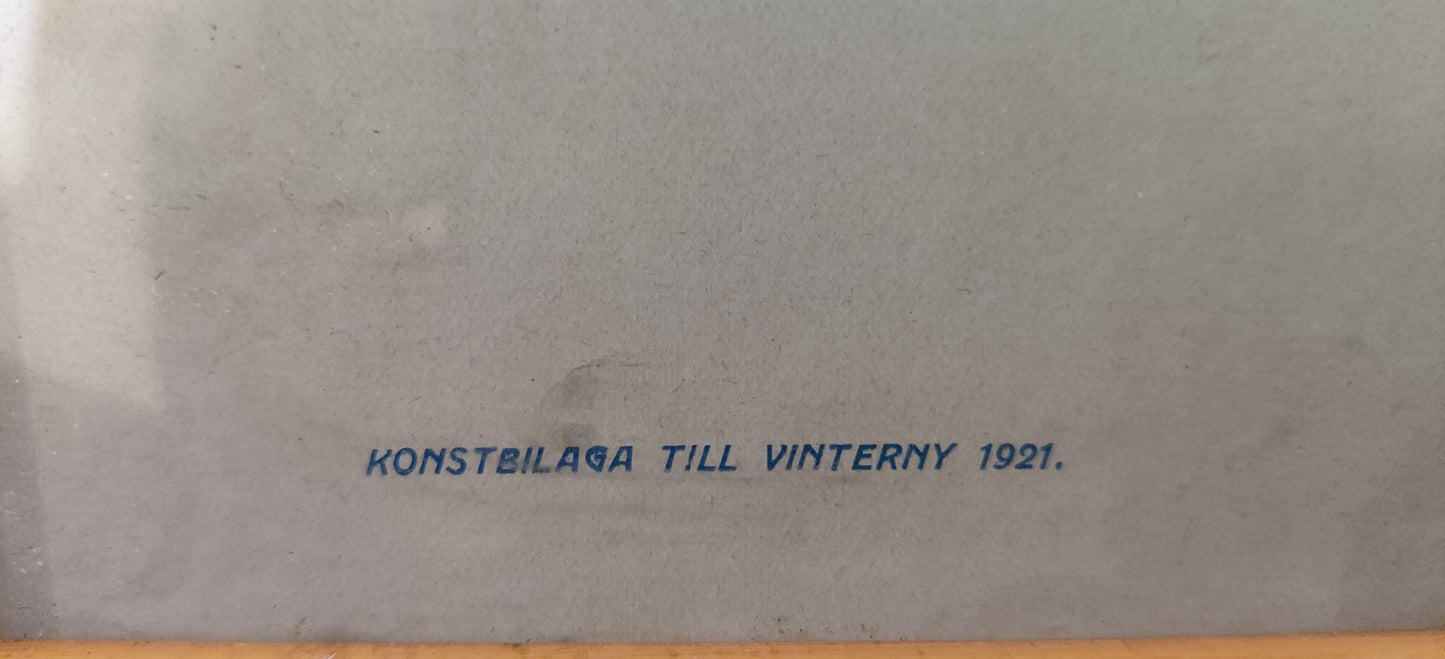 KONSTBILAGA TILL VINTERNY 1921.